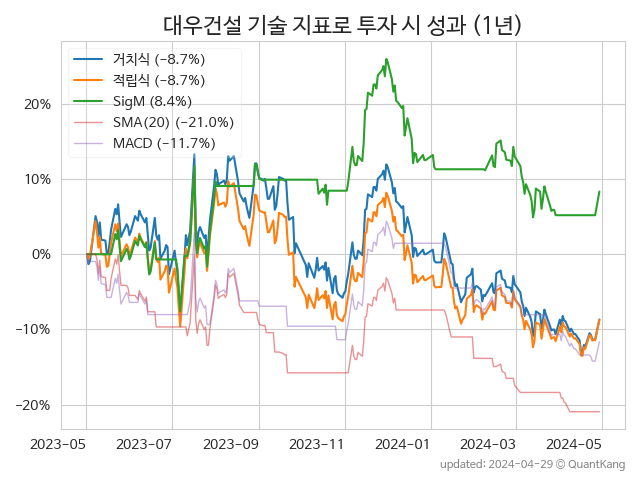 대우건설 기술 지표로 투자 시 성과 (1년)
거치식 (−8.7%)
적립식 (−8.7%)
SigM (8.4%)
SMA(20) (−21.0%)
MACD (−11.7%)
20%
10%
0%
−10%
−20%
2023-05 2023-07 2023-09 2023-11 2024-01 2024-03 2024-05
updated: 2024-04-29 © QuantKang